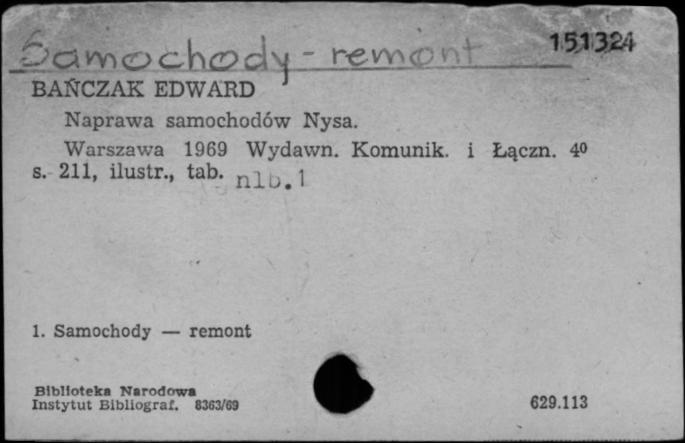 Samochody - remont 151324
BAŃCZAK EDWARD
Naprawa samochodów Nysa.
Warszawa 1969 Wydawn. Komunik. i Łączn. 4⁰
s. 211, ilustr., tab. nlb. 1
1. Samochody — remont
Biblioteka Narodowa
Instytut Bibliograf. 8363/69 629.113